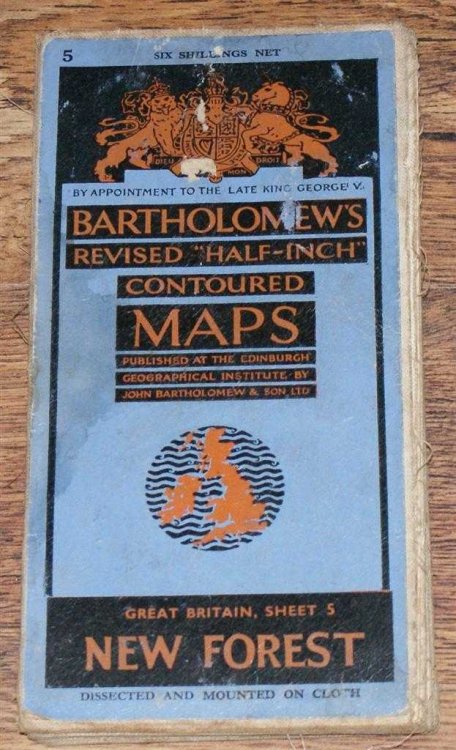 5 SIX SHILLINGS NET
DIEU ET MON DROIT
BY APPOINTMENT TO THE LATE KING GEORGE V.
BARTHOLOMEW'S
REVISED "HALF-INCH"
CONTOURED
MAPS
PUBLISHED AT THE EDINBURGH
GEOGRAPHICAL INSTITUTE BY
JOHN BARTHOLOMEW & SON LTD
GREAT BRITAIN, SHEET 5
NEW FOREST
DISSECTED AND MOUNTED ON CLOTH